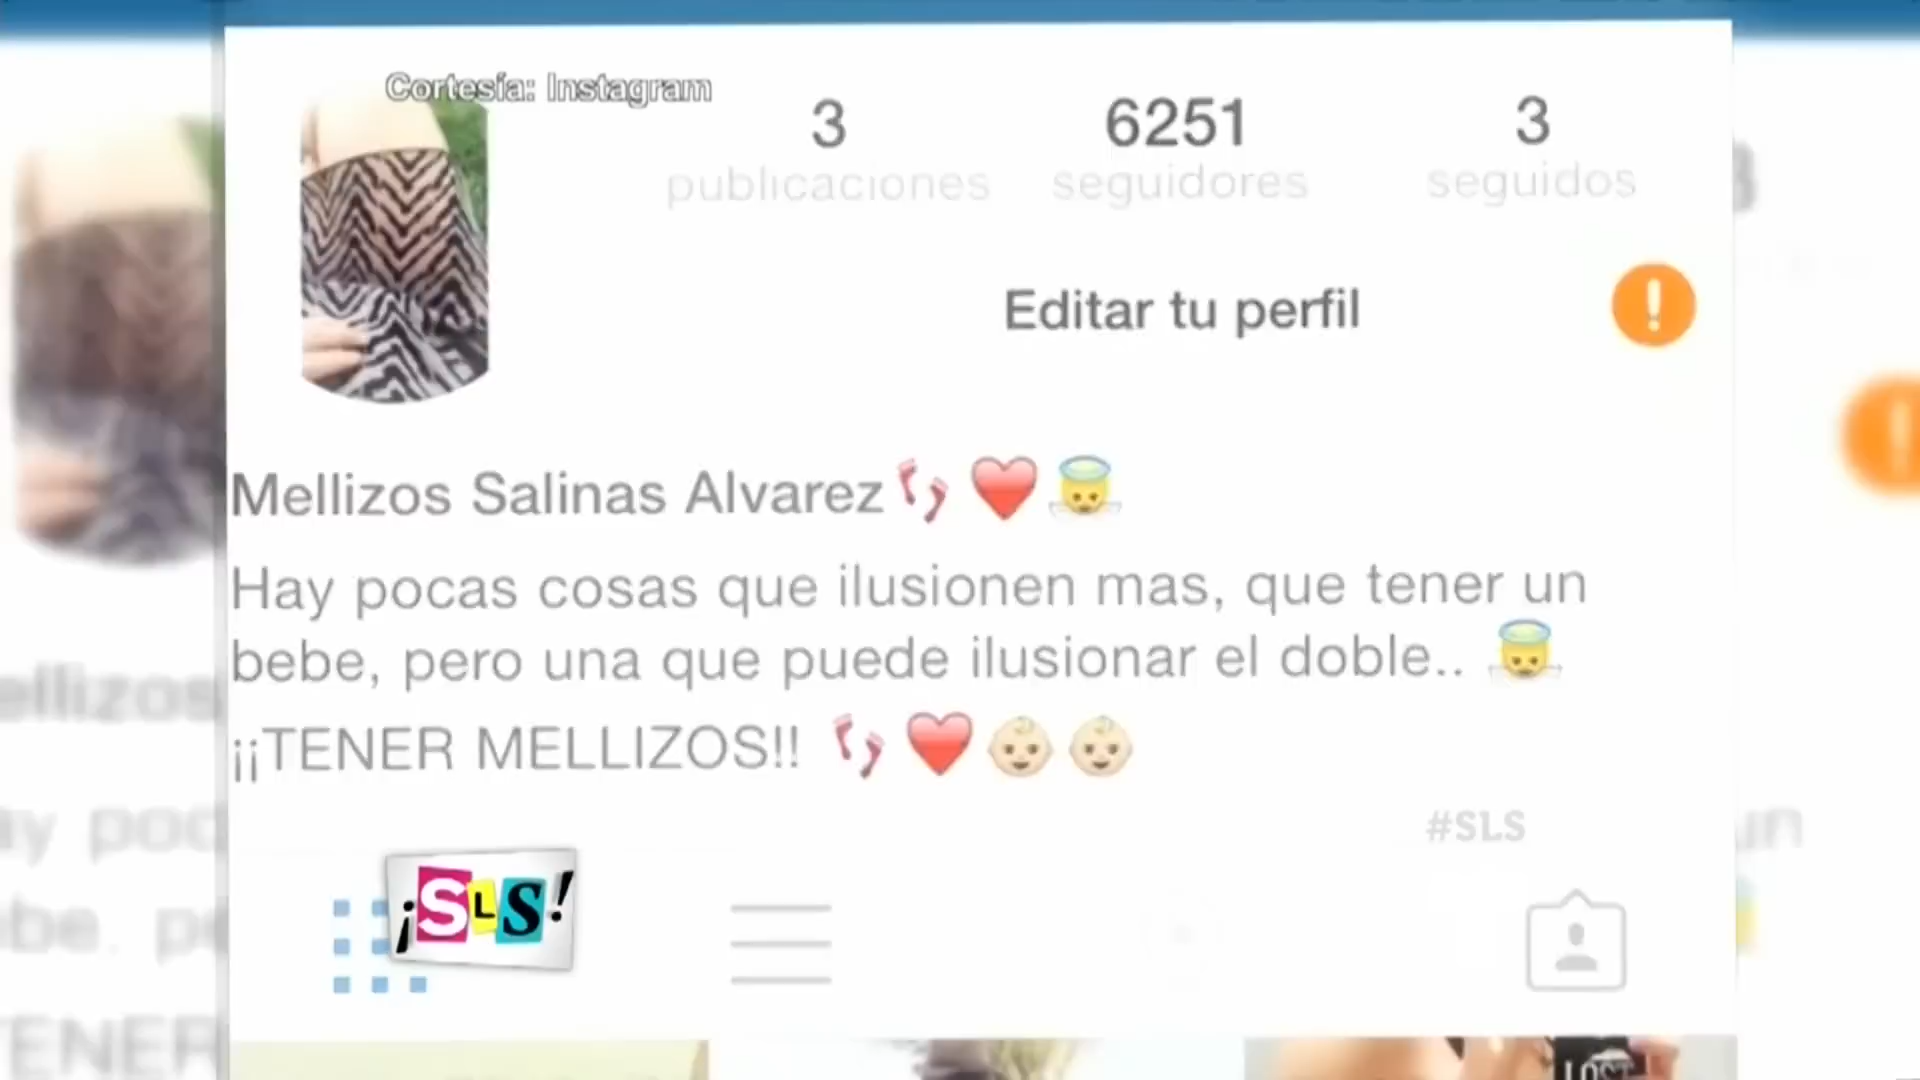 Cortesía: Instagram
3 6251 3
publicaciones seguidores seguidos
Editar tu perfil
Mellizos Salinas Alvarez
Hay pocas cosas que ilusionen mas, que tener un
bebe, pero una que puede ilusionar el doble..
¡¡TENER MELLIZOS!!
#SLS
¡SLS!
LOST